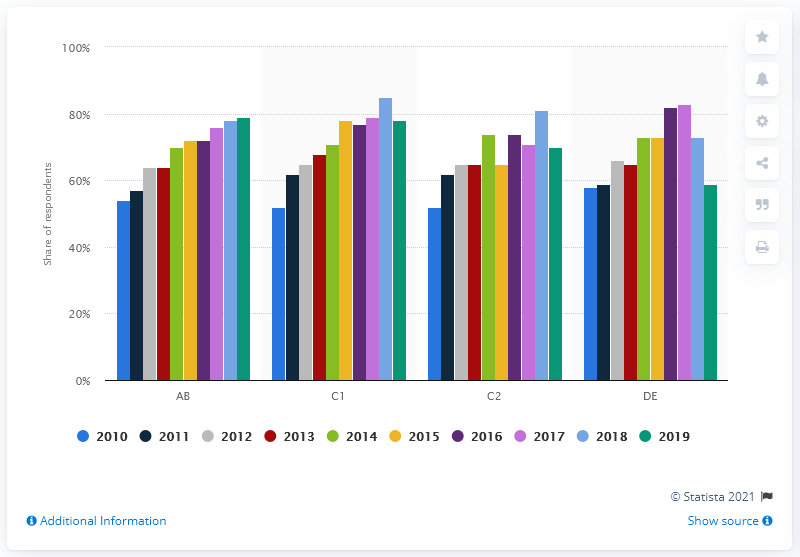 100%
80%
60%
40%
20%
0%
Share of respondents
AB C1 C2 DE
2010 2011 2012 2013 2014 2015 2016 2017 2018 2019
© Statista 2021
Additional Information Show source